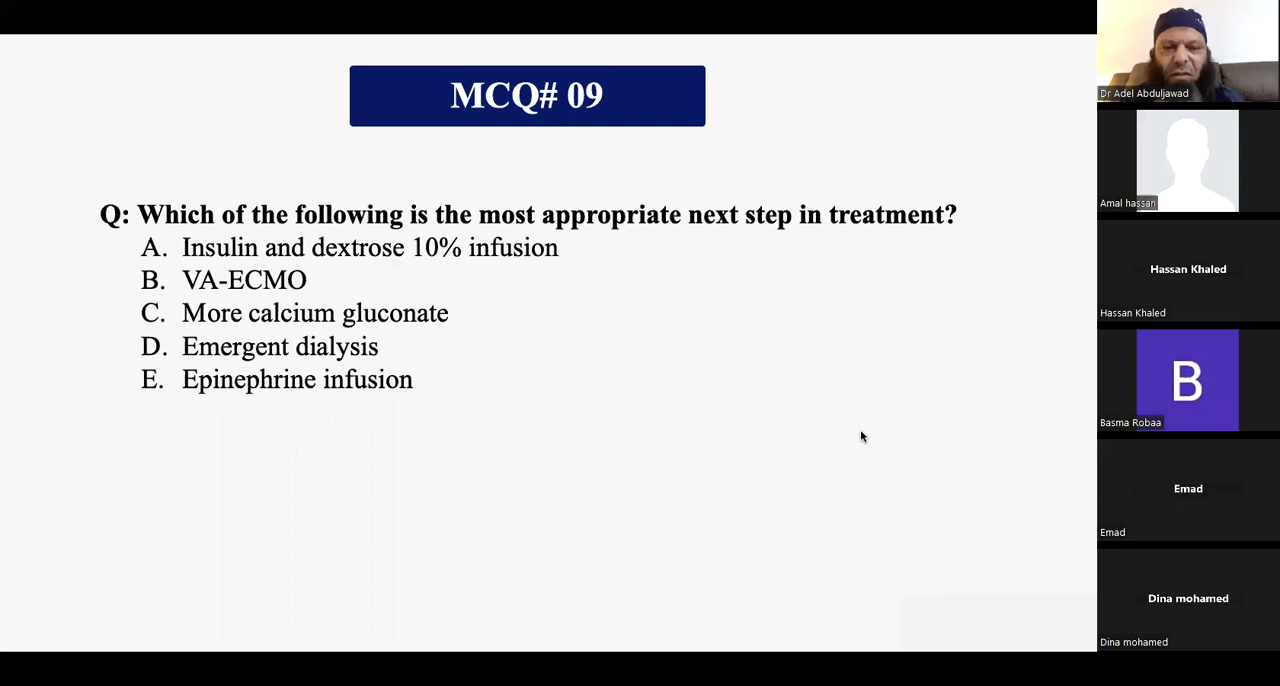 MCQ# 09
Q: Which of the following is the most appropriate next step in treatment?
A. Insulin and dextrose 10% infusion
B. VA-ECMO
C. More calcium gluconate
D. Emergent dialysis
E. Epinephrine infusion
Dr Adel Abduljawad
Amal hassan
Hassan Khaled
Hassan Khaled
B
Basma Robaa
Emad
Emad
Dina mohamed
Dina mohamed